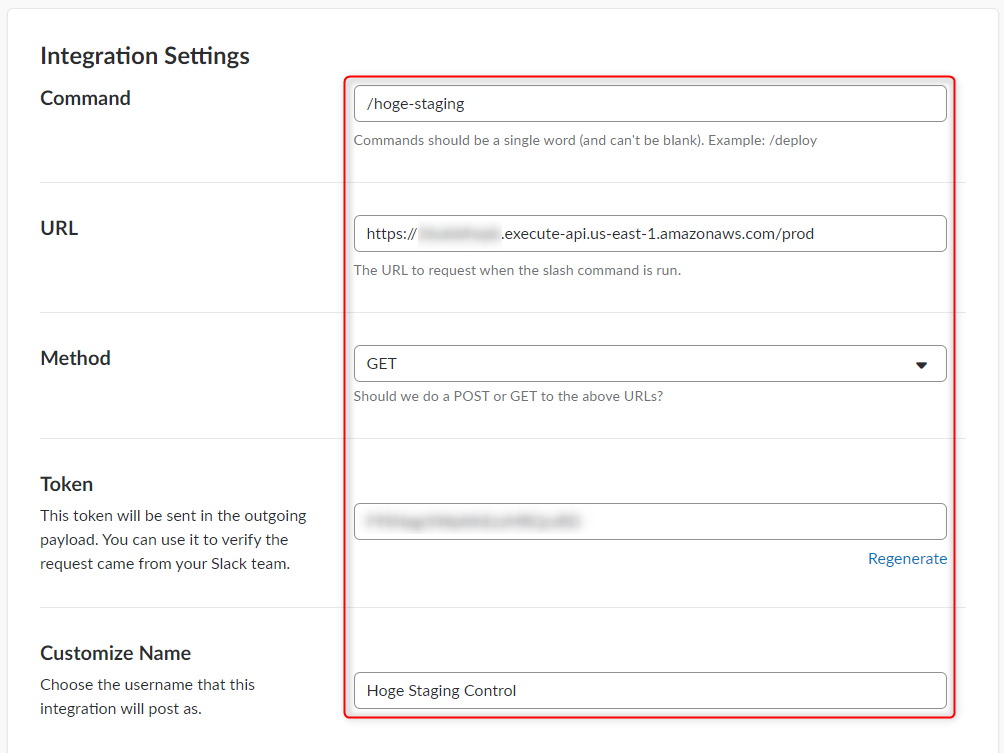 Integration Settings
Command
/hoge-staging
Commands should be a single word (and can't be blank). Example: /deploy
URL
https:// .execute-api.us-east-1.amazonaws.com/prod
The URL to request when the slash command is run.
Method
GET
Should we do a POST or GET to the above URLs?
Token
This token will be sent in the outgoing
payload. You can use it to verify the
request came from your Slack team.
Regenerate
Customize Name
Choose the username that this
integration will post as.
Hoge Staging Control